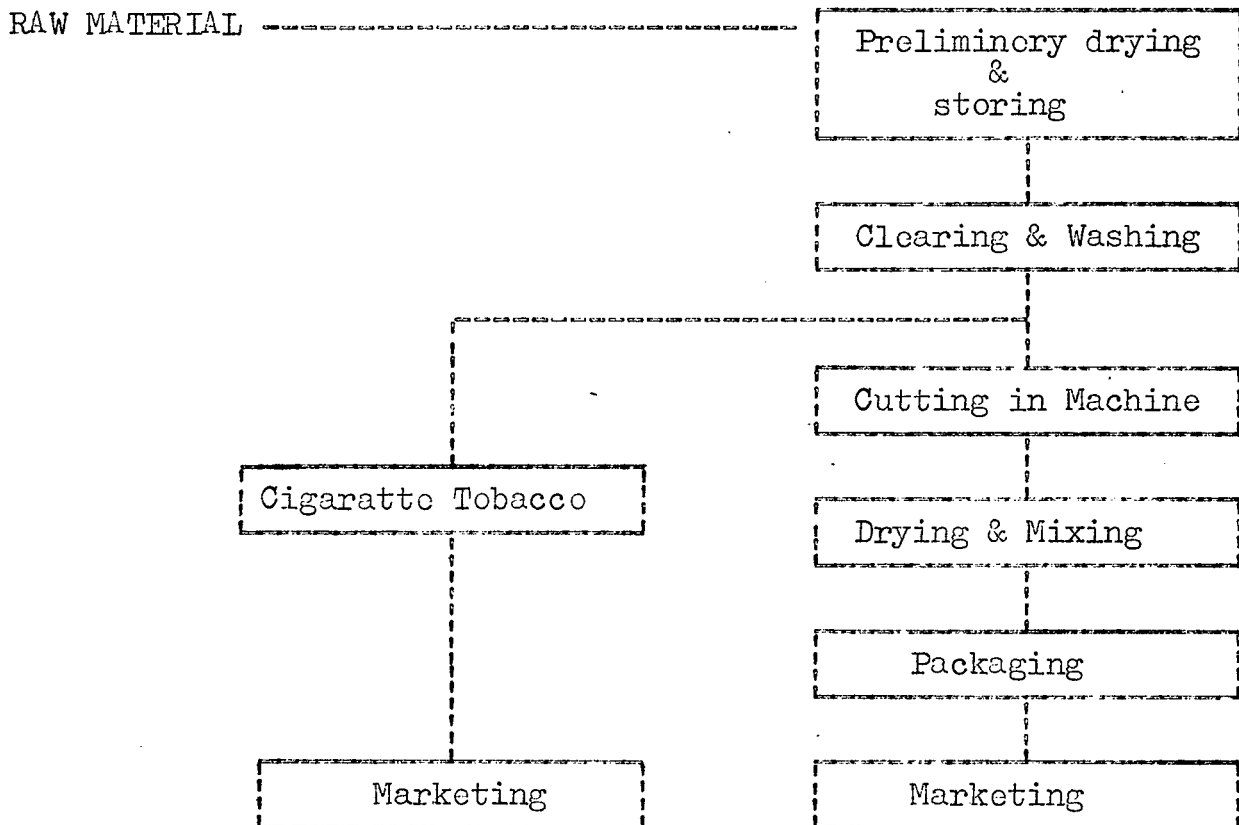 RAW MATERIAL
Preliminory drying
&
storing
Clearing & Washing
Cutting in Machine
Cigaratte Tobacco
Drying & Mixing
Packaging
Marketing
Marketing